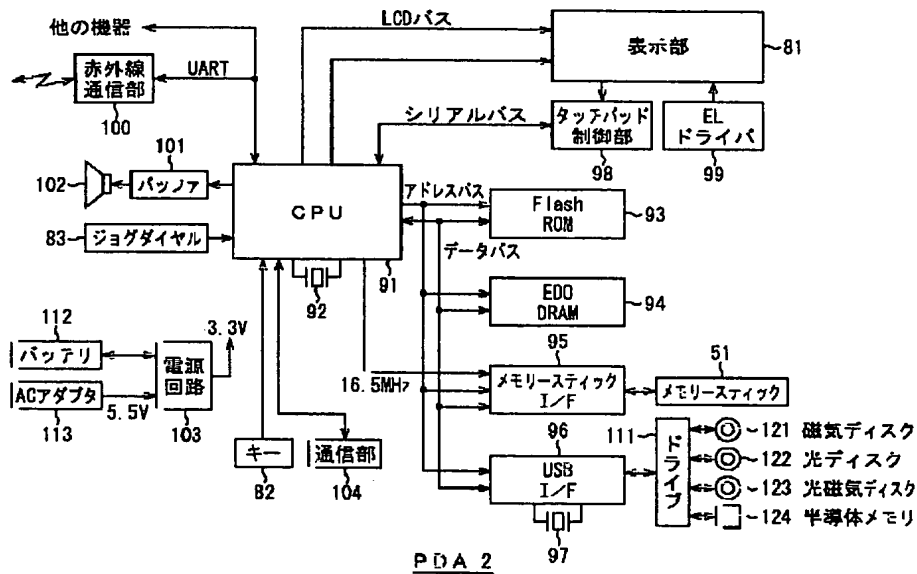 他の機器
LCDバス
表示部
81
赤外線
通信部
100
UART
シリアルバス
タッチパッド
制御部
98
EL
ドライバ
99
101
102
バッファ
CPU
アドレスバス
Flash
ROM
93
83
ジョグダイヤル
データバス
91
92
EDO
DRAM
94
112
バッテリ
3.3V
電源
回路
ACアダプタ
5.5V
113
103
16.5MHz
95
メモリースティック
I/F
51
メモリースティック
キー
82
通信部
104
96
USB
I/F
97
111
ドライブ
121 磁気ディスク
122 光ディスク
123 光磁気ディスク
124 半導体メモリ
PDA 2